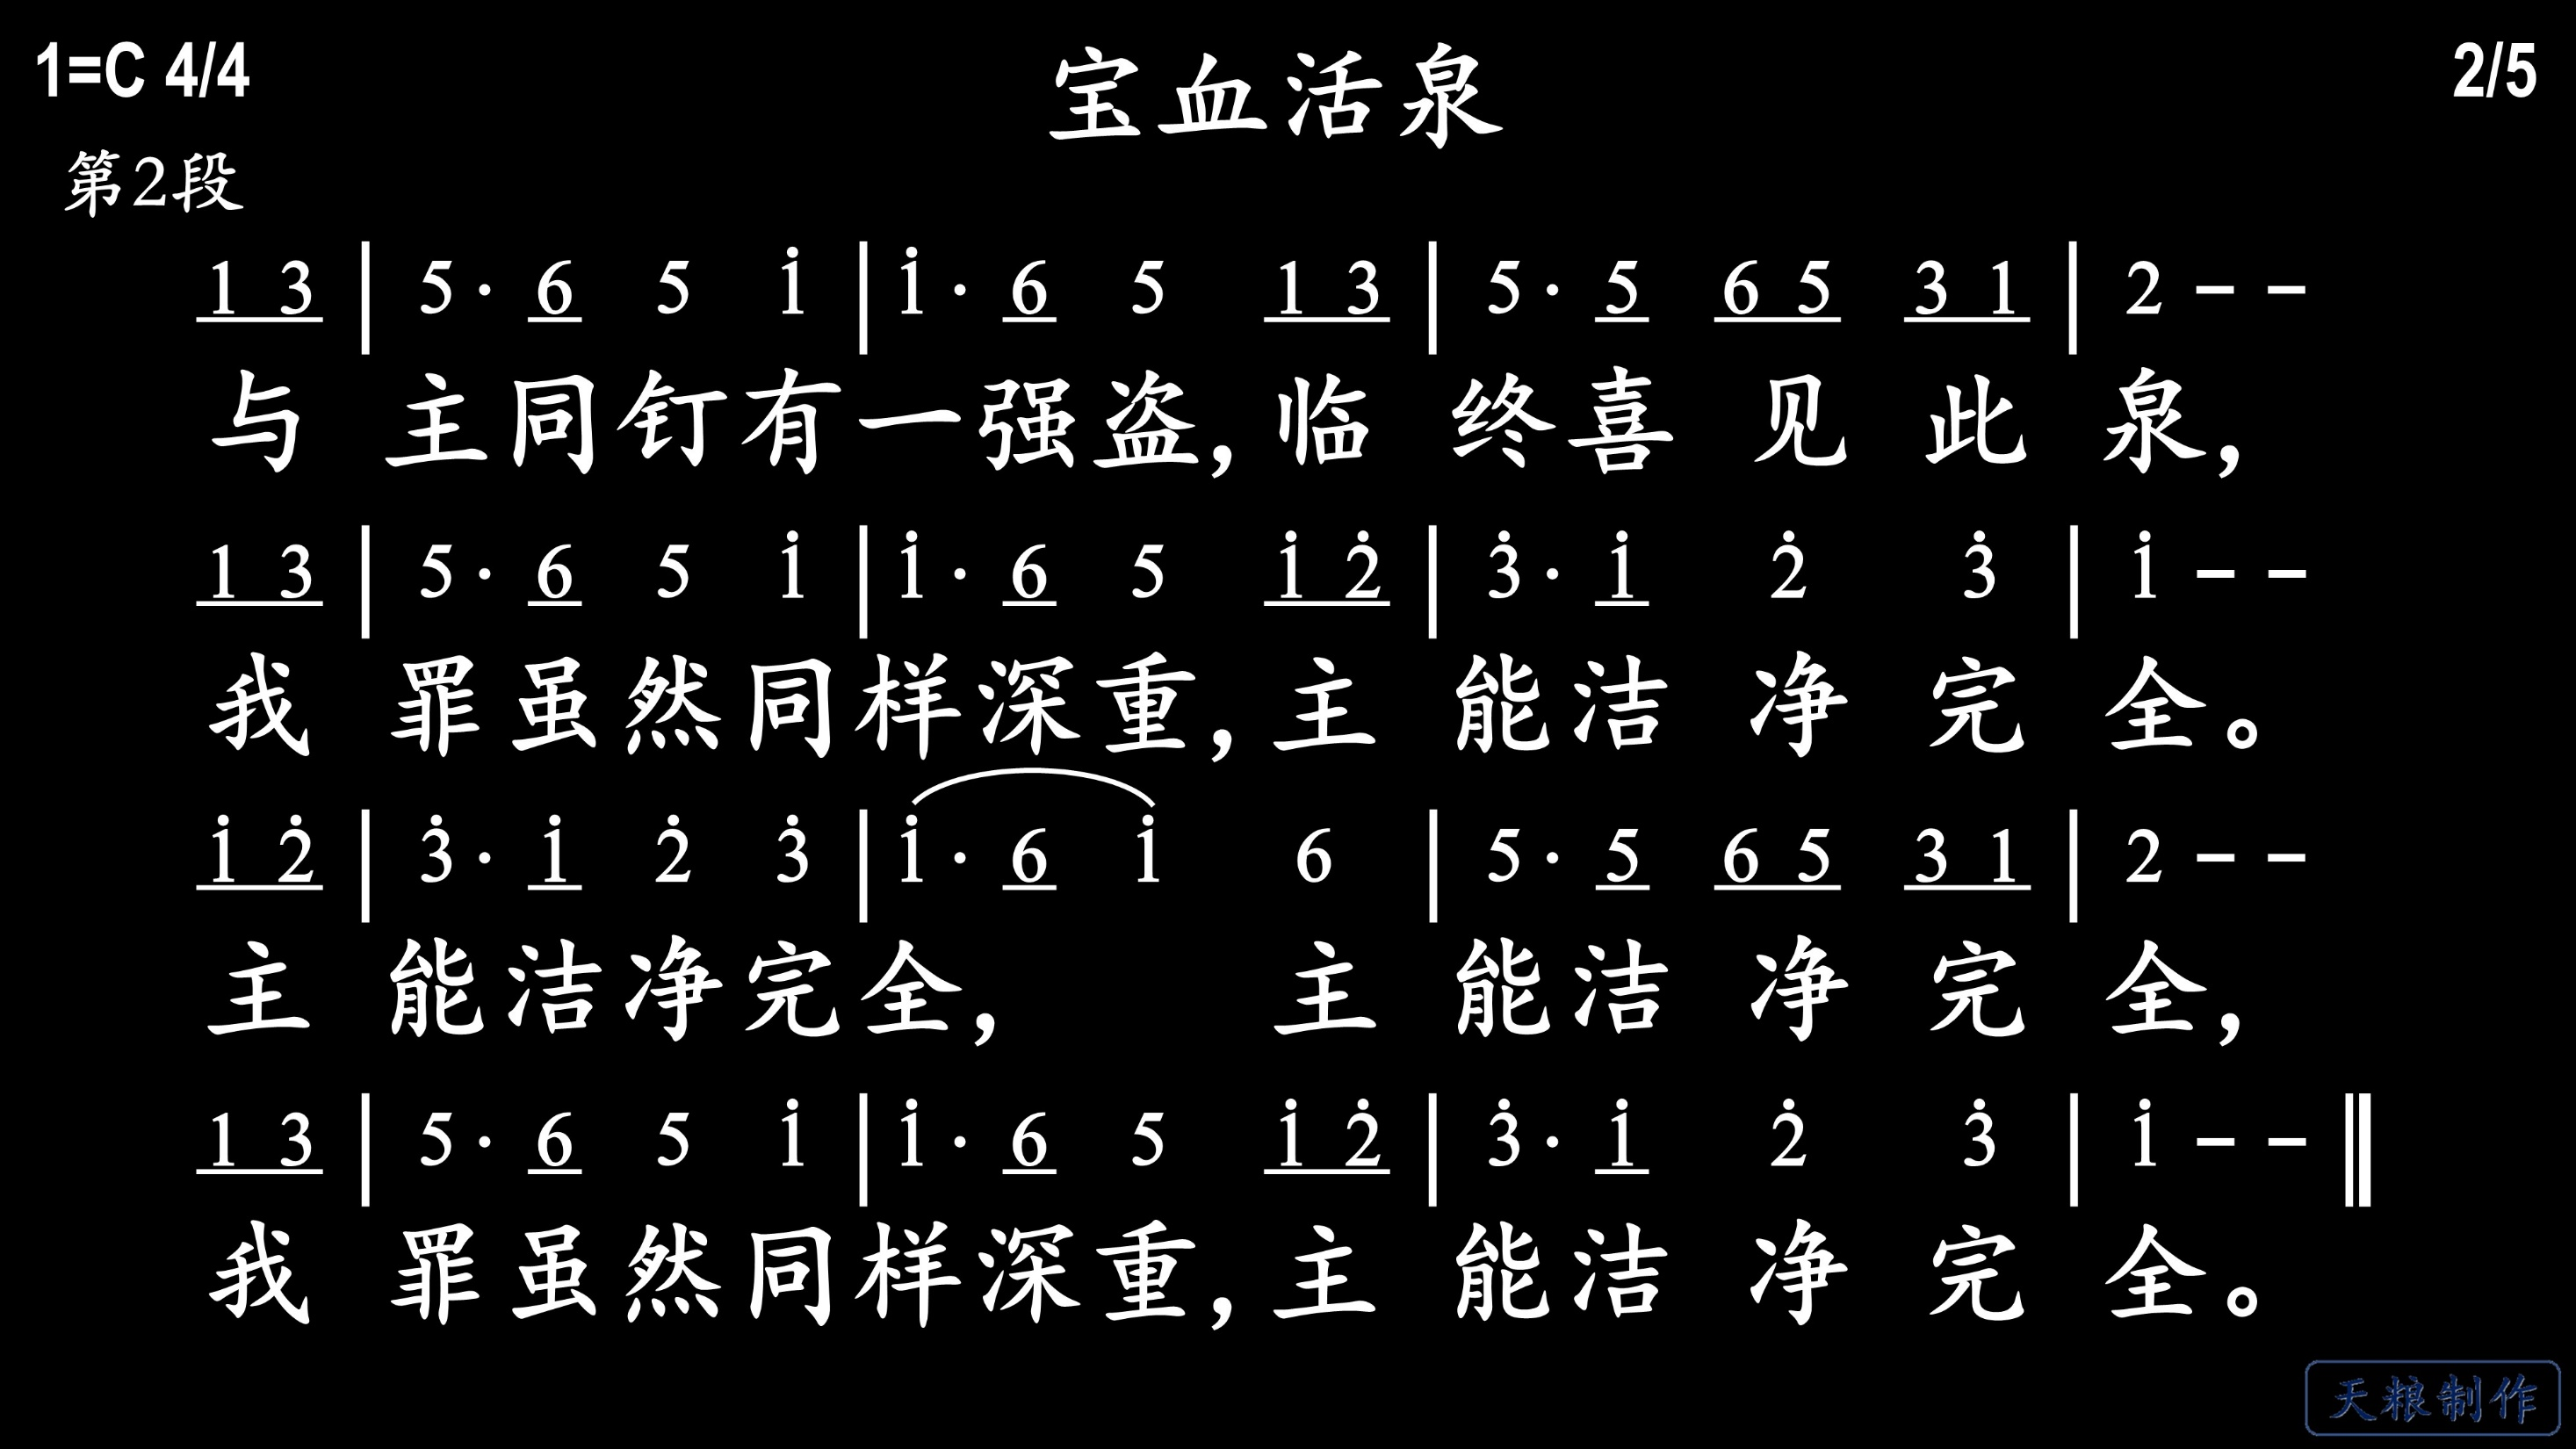 1=C 4/4
宝血活泉
2/5
第2段
1 3 | 5· 6 5 i | i· 6 5 1 3 | 5· 5 6 5 3 1 | 2 – –
与主同钉有一强盗,临终喜见此泉,
1 3 | 5· 6 5 i | i· 6 5 i 2̇ | 3̇· i 2̇ 3̇ | i – –
我罪虽然同样深重,主能洁净完全。
i 2̇ | 3̇· i 2̇ 3̇ | i· 6 i 6 | 5· 5 6 5 3 1 | 2 – –
主能洁净完全,主能洁净完全,
1 3 | 5· 6 5 i | i· 6 5 i 2̇ | 3̇· i 2̇ 3̇ | i – – ‖
我罪虽然同样深重,主能洁净完全。
天粮制作